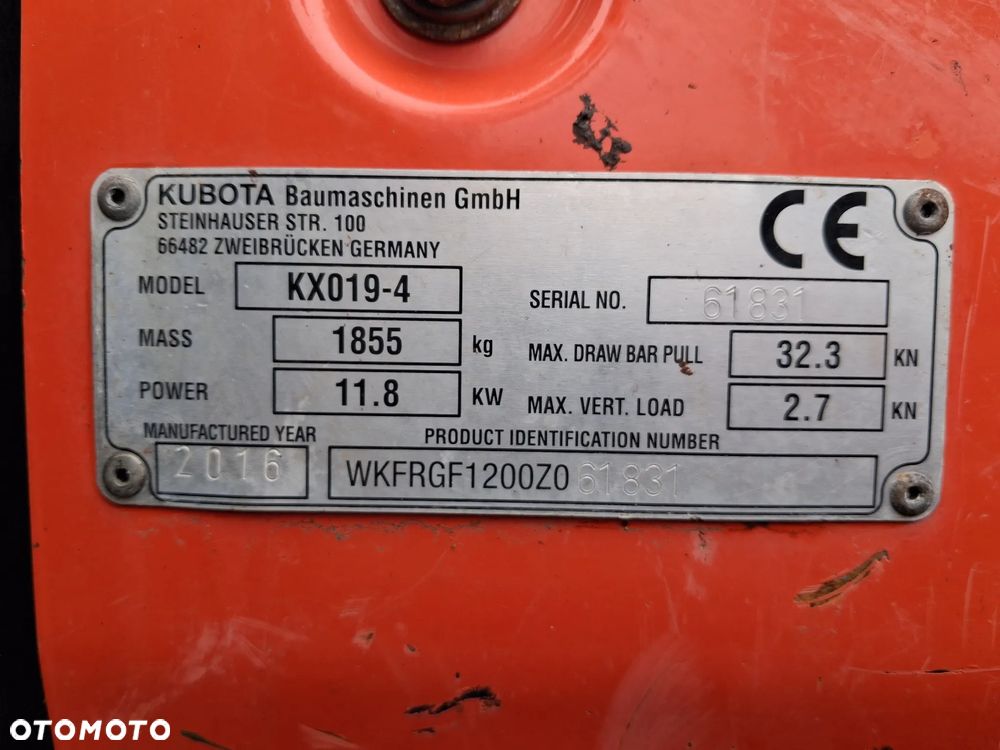 KUBOTA Baumaschinen GmbH
STEINHAUSER STR. 100
66482 ZWEIBRÜCKEN GERMANY
CE
MODEL KX019-4
SERIAL NO. 61831
MASS 1855 kg
MAX. DRAW BAR PULL 32.3 KN
POWER 11.8 KW
MAX. VERT. LOAD 2.7 KN
MANUFACTURED YEAR
2016
PRODUCT IDENTIFICATION NUMBER
WKFRGF1200Z061831
OTOMOTO